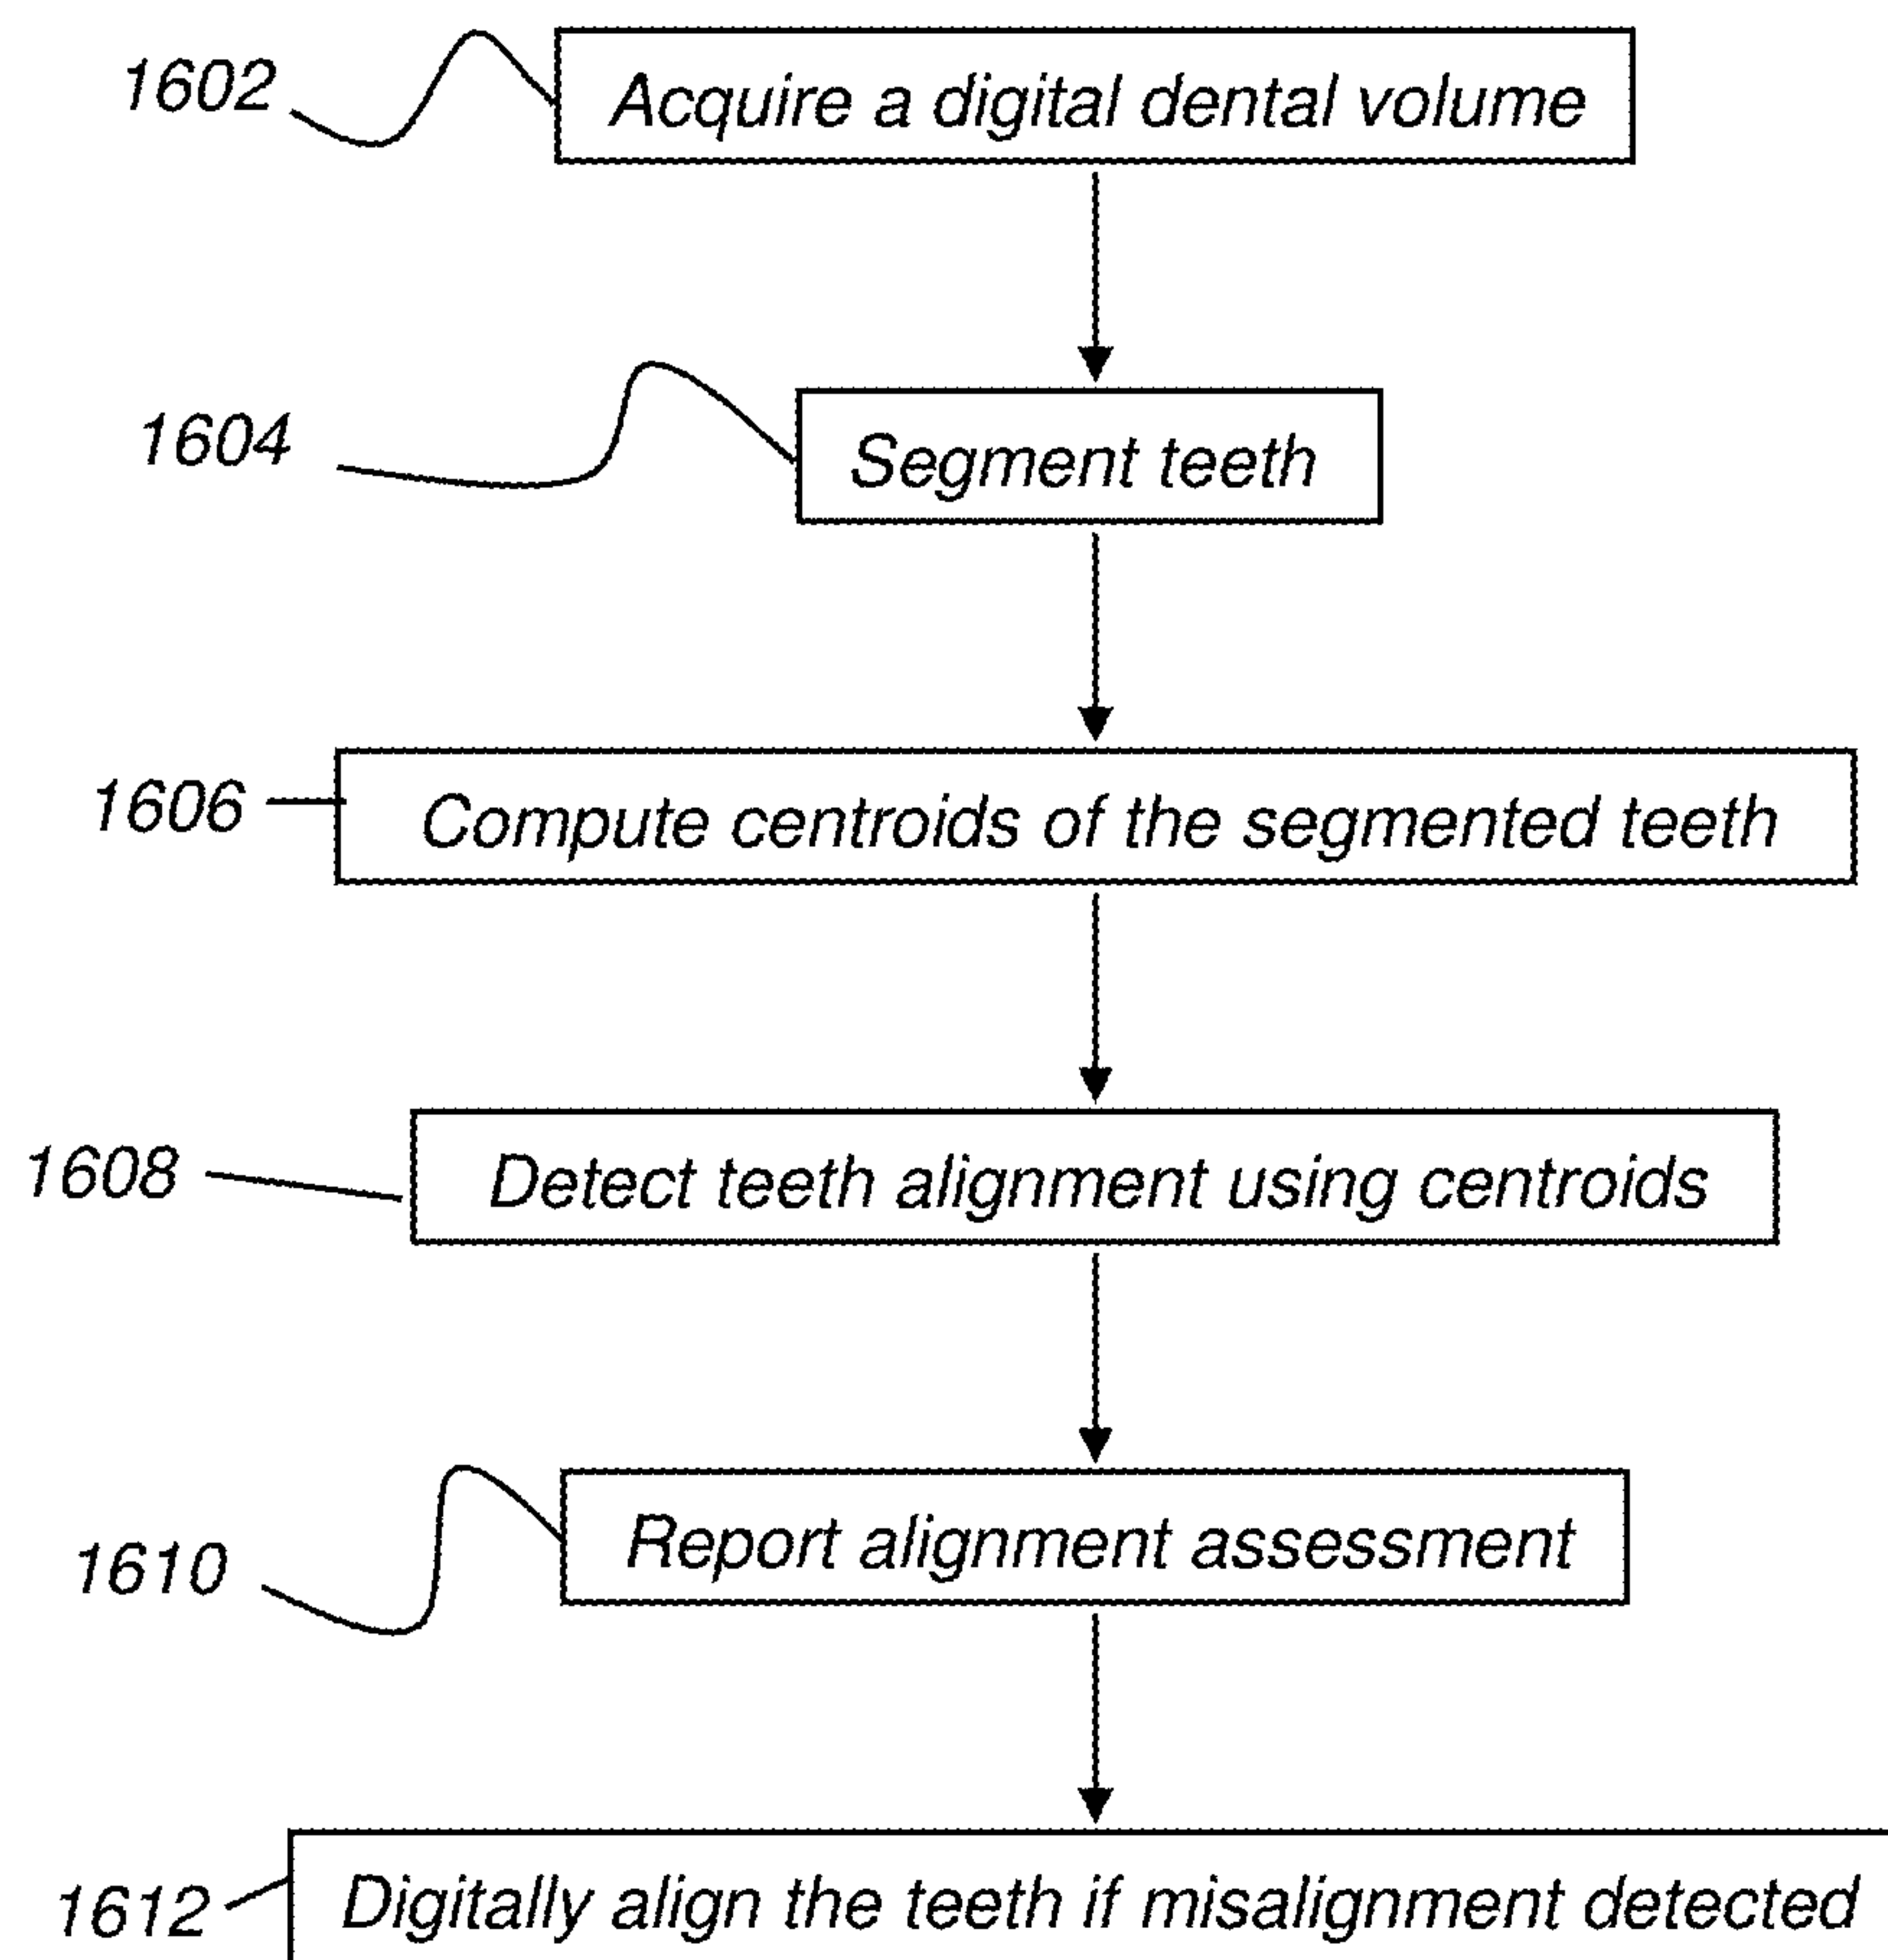 1602 Acquire a digital dental volume
1604 Segment teeth
1606 Compute centroids of the segmented teeth
1608 Detect teeth alignment using centroids
1610 Report alignment assessment
1612 Digitally align the teeth if misalignment detected